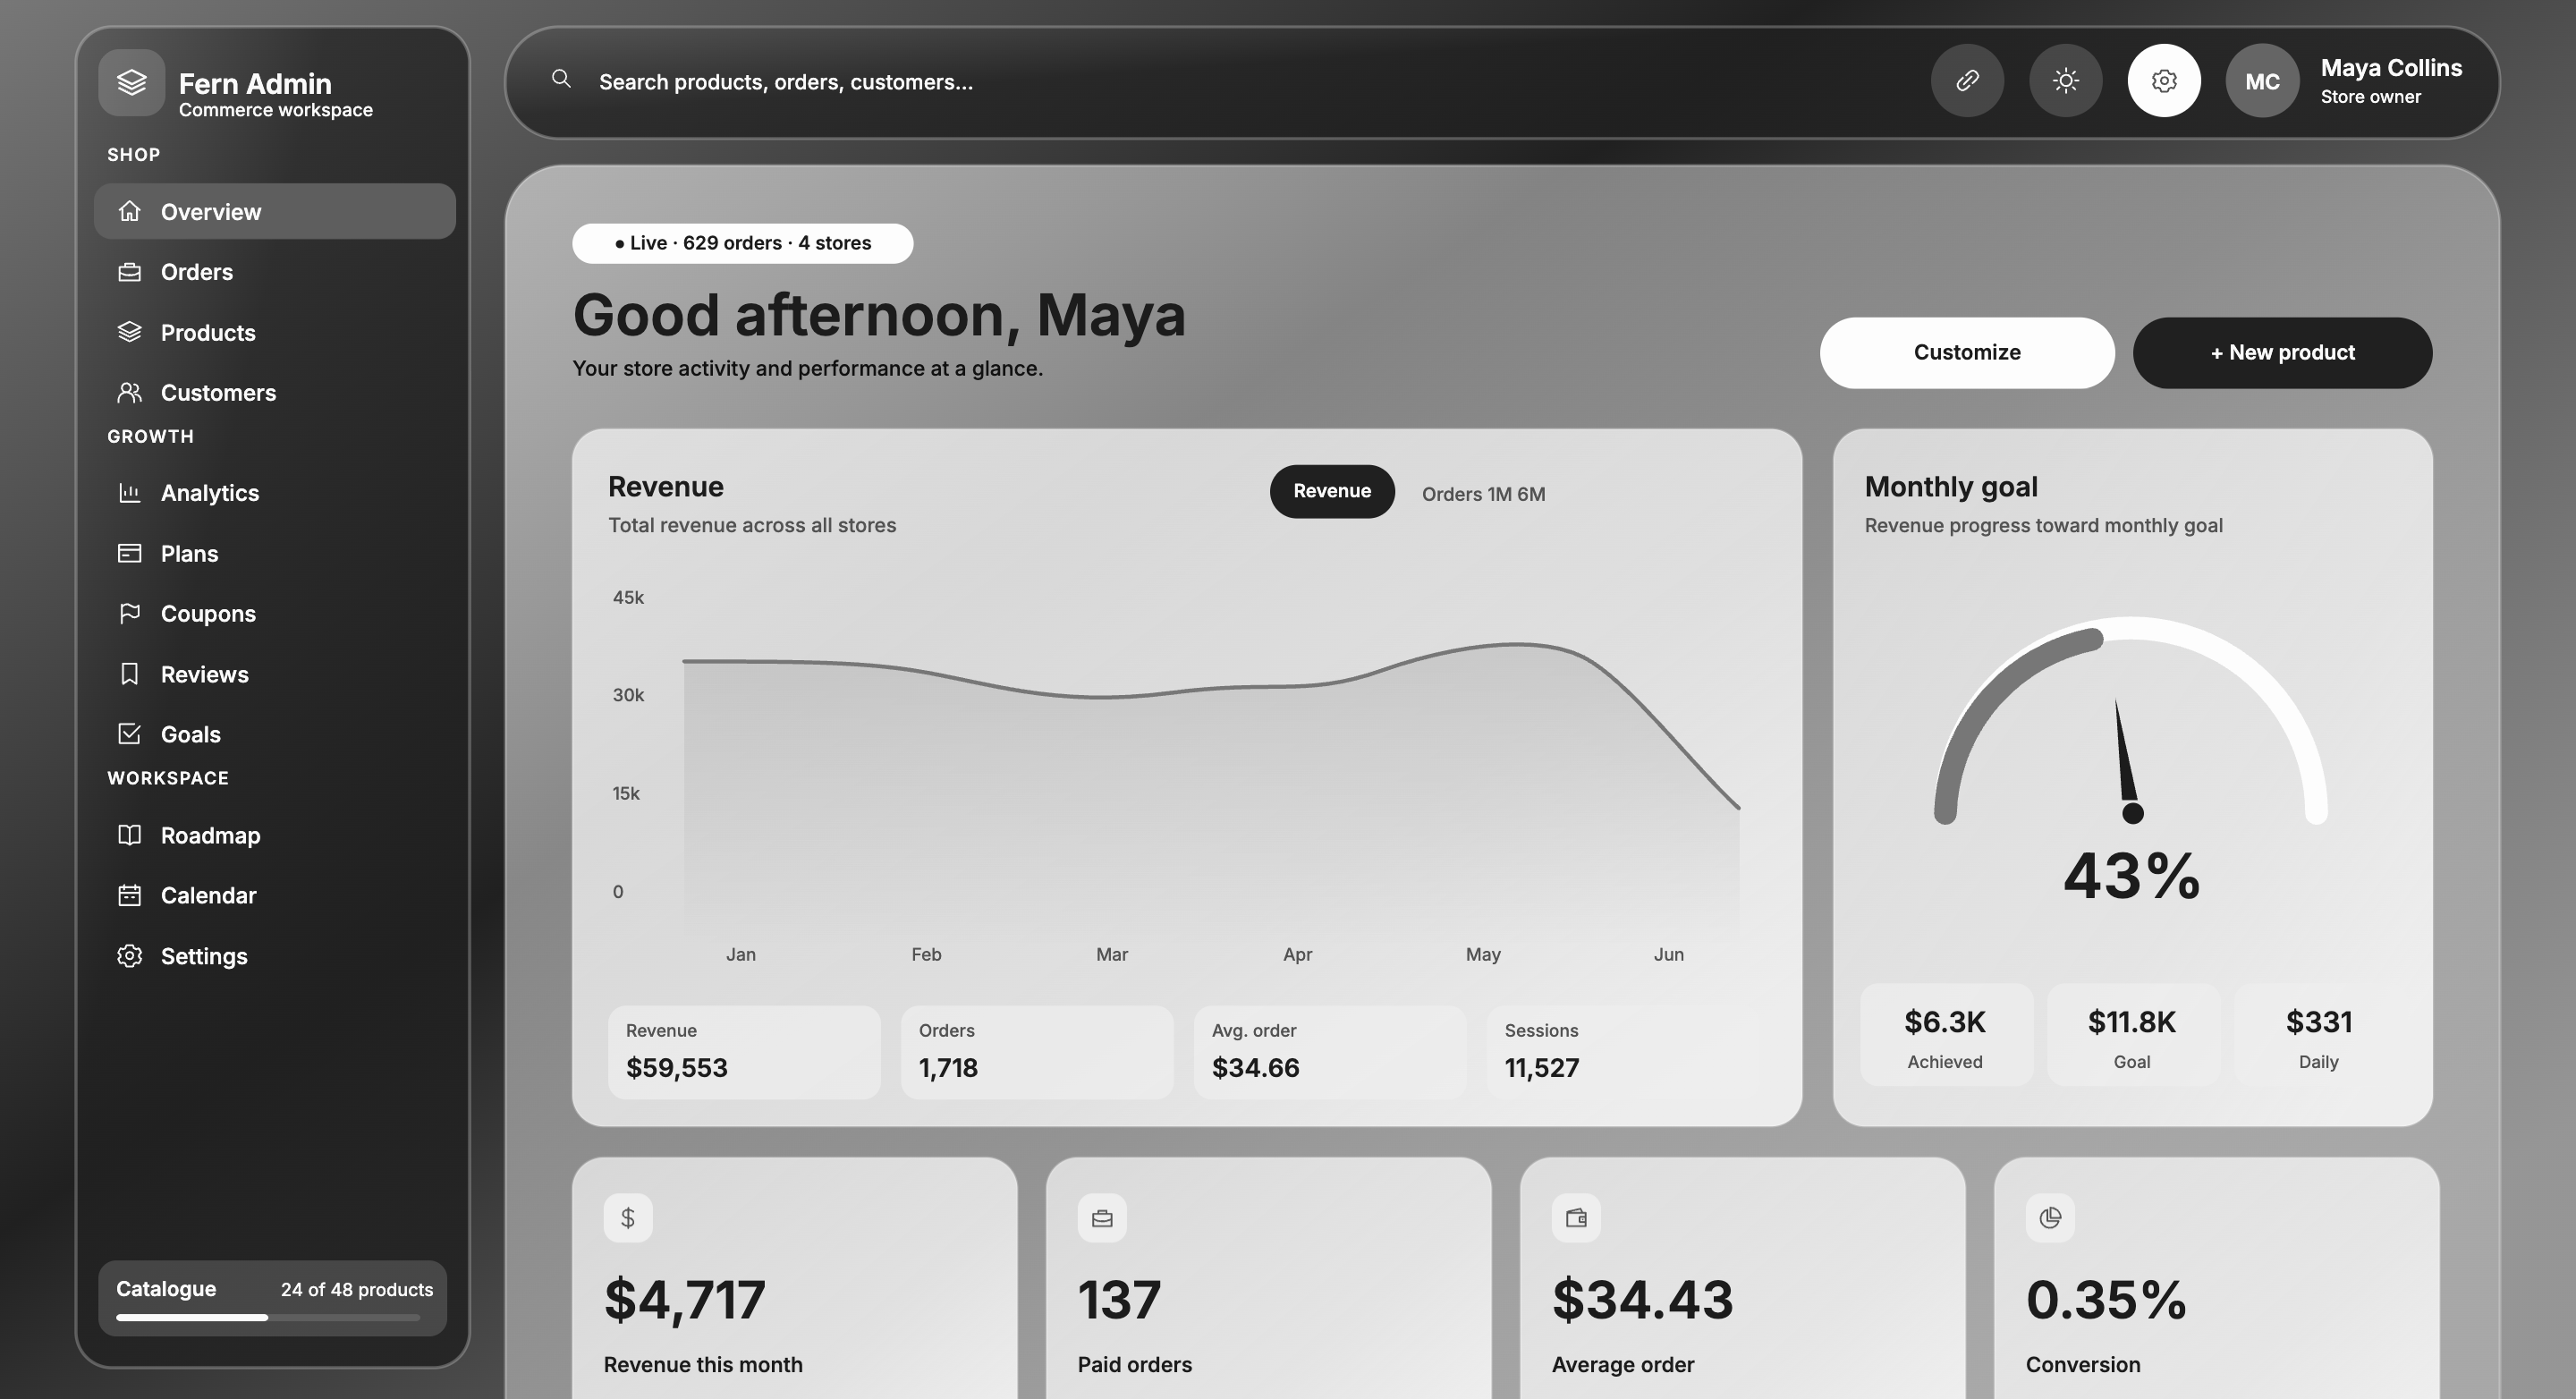 Fern Admin
Commerce workspace
SHOP
Overview
Orders
Products
Customers
GROWTH
Analytics
Plans
Coupons
Reviews
Goals
WORKSPACE
Roadmap
Calendar
Settings
Catalogue 24 of 48 products
Search products, orders, customers...
MC
Maya Collins
Store owner
● Live · 629 orders · 4 stores
Good afternoon, Maya
Your store activity and performance at a glance.
Customize
+ New product
Revenue
Total revenue across all stores
Revenue Orders 1M 6M
45k
30k
15k
0
Jan Feb Mar Apr May Jun
Revenue
$59,553
Orders
1,718
Avg. order
$34.66
Sessions
11,527
Monthly goal
Revenue progress toward monthly goal
43%
$6.3K
Achieved
$11.8K
Goal
$331
Daily
$4,717
Revenue this month
137
Paid orders
$34.43
Average order
0.35%
Conversion